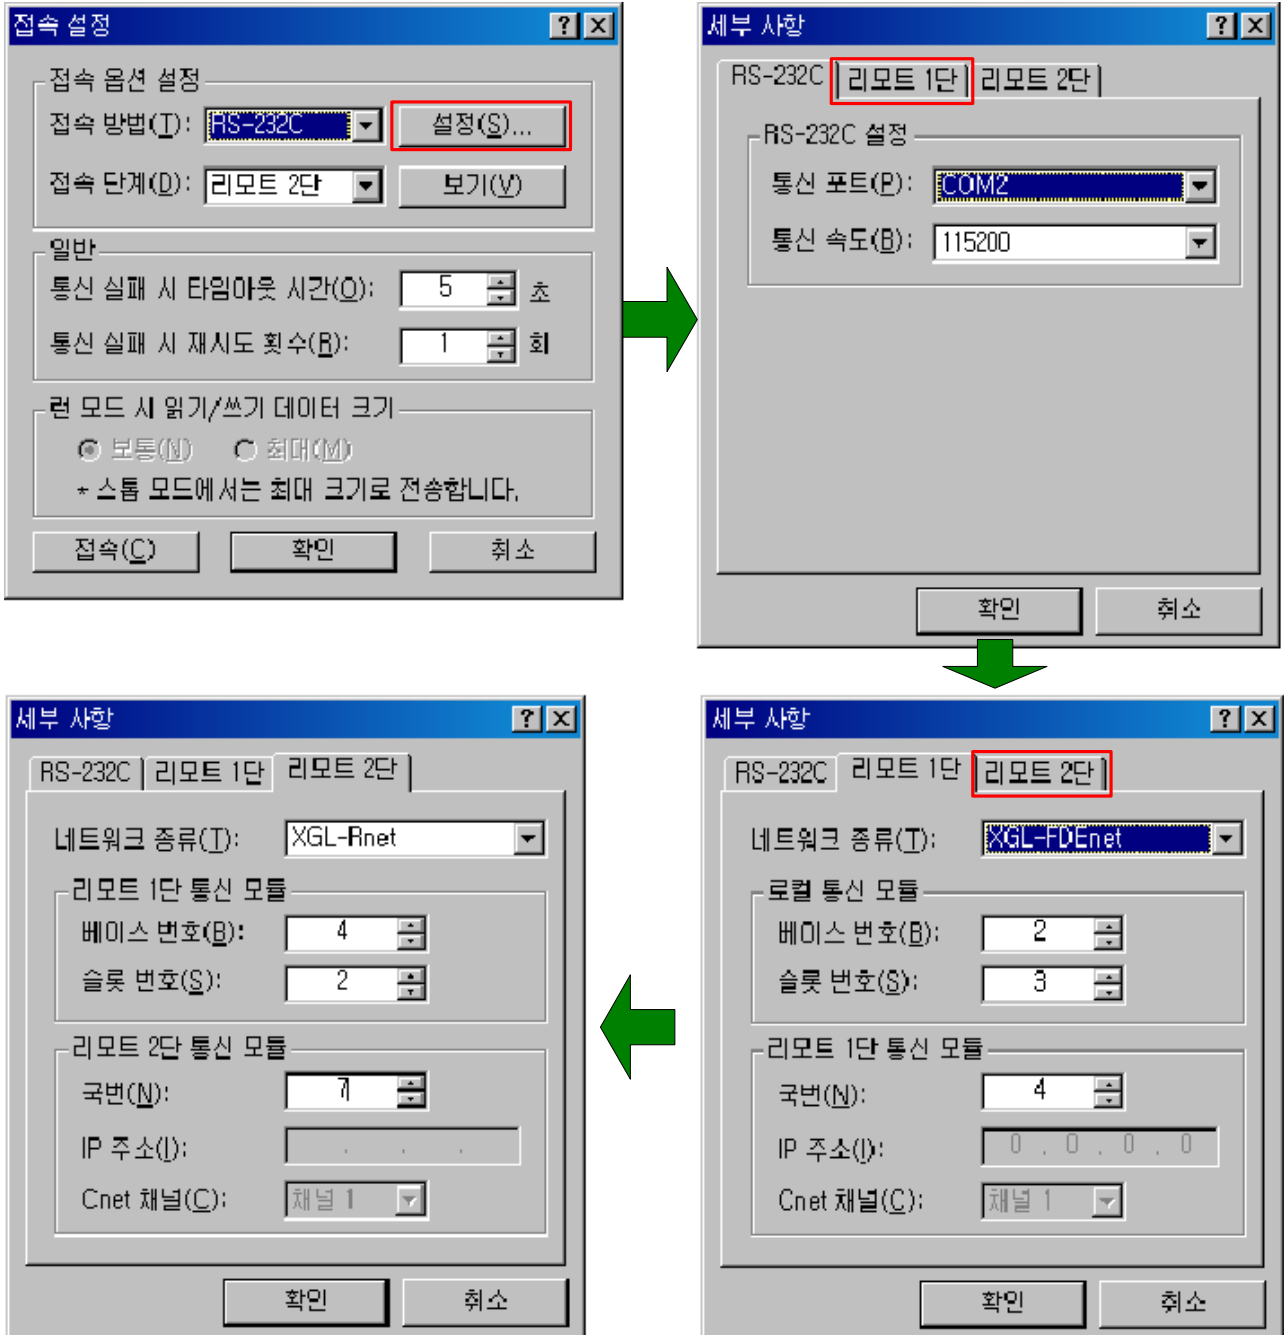 접속 설정
접속 옵션 설정
접속 방법(T): RS-232C 설정(S)...
접속 단계(D): 리모트 2단 보기(V)
일반
통신 실패 시 타임아웃 시간(O): 5 초
통신 실패 시 재시도 횟수(R): 1 회
런 모드 시 읽기/쓰기 데이터 크기
보통(N) 최대(M)
* 스톱 모드에서는 최대 크기로 전송합니다.
접속(C) 확인 취소
세부 사항
RS-232C 리모트 1단 리모트 2단
RS-232C 설정
통신 포트(P): COM2
통신 속도(B): 115200
확인 취소
세부 사항
RS-232C 리모트 1단 리모트 2단
네트워크 종류(T): XGL-FDEnet
로컬 통신 모듈
베이스 번호(B): 2
슬롯 번호(S): 3
리모트 1단 통신 모듈
국번(N): 4
IP 주소(I): 0 . 0 . 0 . 0
Cnet 채널(C): 채널 1
확인 취소
세부 사항
RS-232C 리모트 1단 리모트 2단
네트워크 종류(T): XGL-Rnet
리모트 1단 통신 모듈
베이스 번호(B): 4
슬롯 번호(S): 2
리모트 2단 통신 모듈
국번(N): 7
IP 주소(I): . . .
Cnet 채널(C): 채널 1
확인 취소